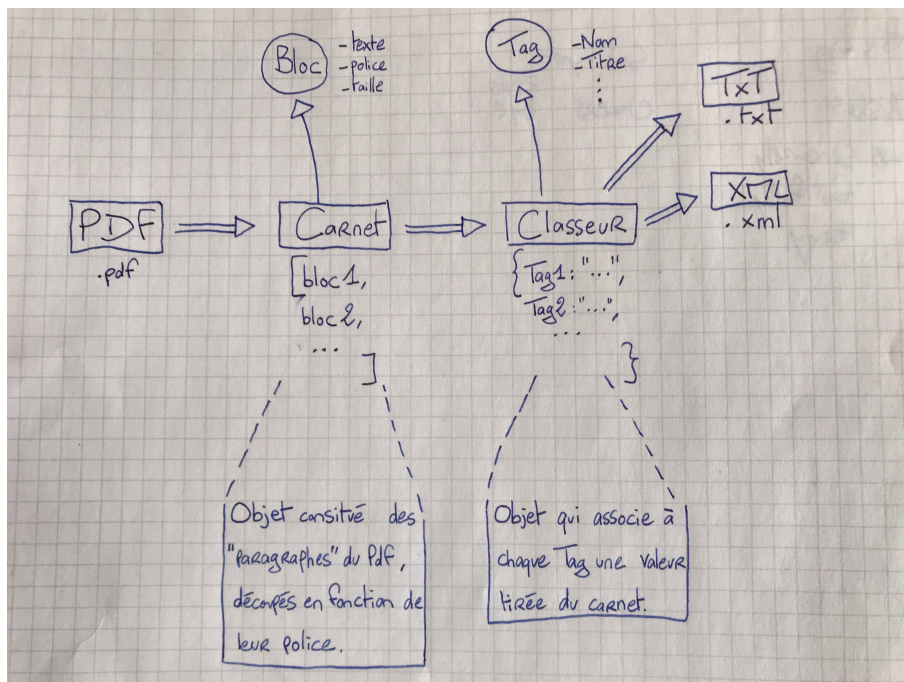 Bloc
-texte
-police
-taille
Tag
-Nom
-Titre
:
TxT
.txt
XML
.xml
PDF
.pdf
Carnet
[bloc1,
bloc2,
...
]
Classeur
{Tag1:"...",
Tag2:"...",
...
}
Objet consitué des
"paragraphes" du Pdf,
découpés en fonction de
leur police.
Objet qui associe à
chaque Tag une valeur
tirée du carnet.